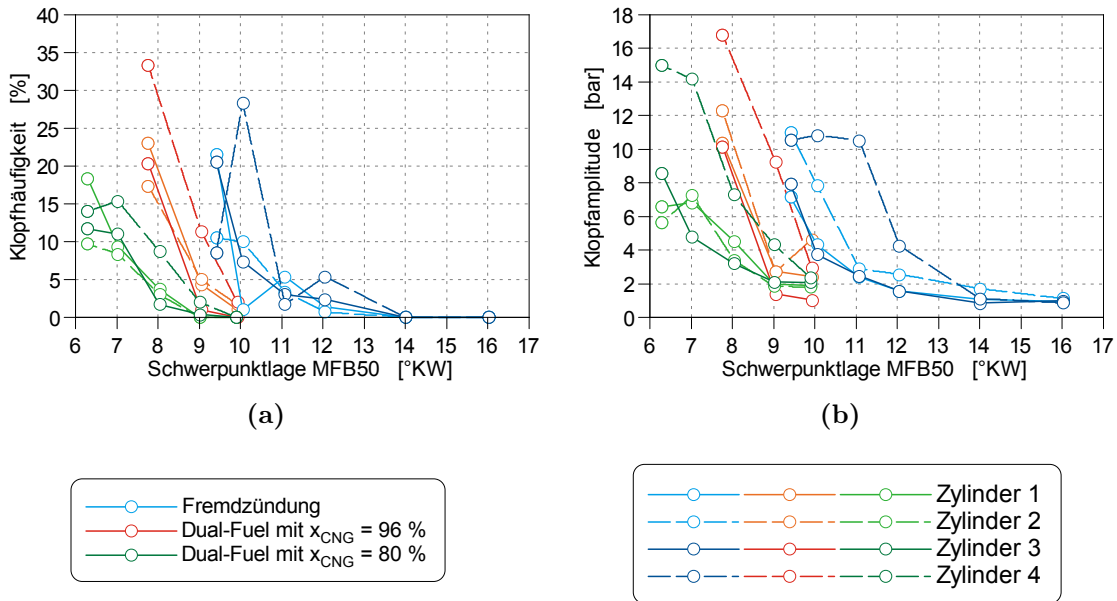 Klopfhäufigkeit [%]
40
35
30
25
20
15
10
5
0
6 7 8 9 10 11 12 13 14 15 16 17
Schwerpunktlage MFB50 [°KW]
(a)
Klopfamplitude [bar]
18
16
14
12
10
8
6
4
2
0
6 7 8 9 10 11 12 13 14 15 16 17
Schwerpunktlage MFB50 [°KW]
(b)
Fremdzündung
Dual-Fuel mit xCNG = 96 %
Dual-Fuel mit xCNG = 80 %
Zylinder 1
Zylinder 2
Zylinder 3
Zylinder 4